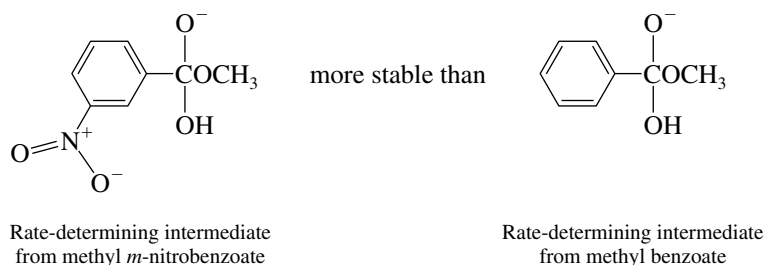 O⁻
COCH₃
OH
N⁺
O
O⁻
more stable than
O⁻
COCH₃
OH
Rate-determining intermediate
from methyl m-nitrobenzoate
Rate-determining intermediate
from methyl benzoate